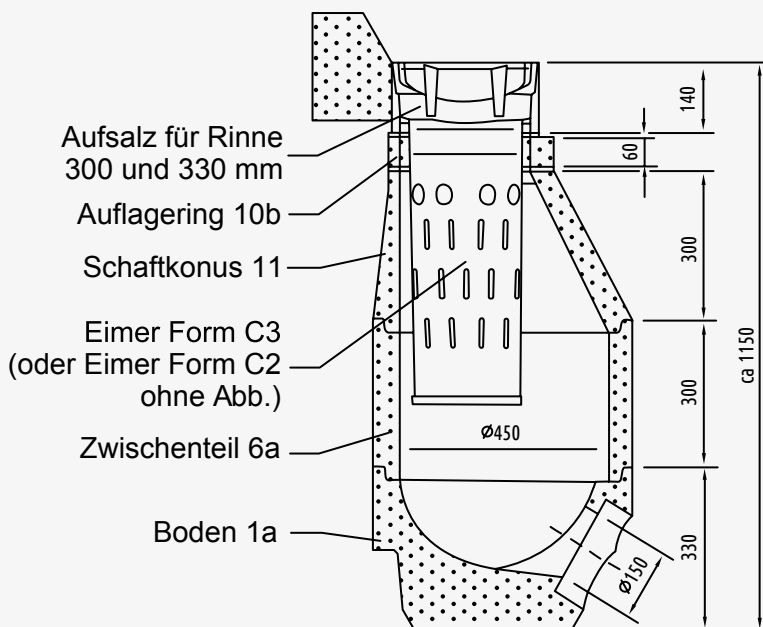 Aufsalz für Rinne
300 und 330 mm
Auflagering 10b
Schaftkonus 11
Eimer Form C3
(oder Eimer Form C2
ohne Abb.)
Zwischenteil 6a
Boden 1a
140
60
300
300
330
ca 1150
Ø450
Ø150